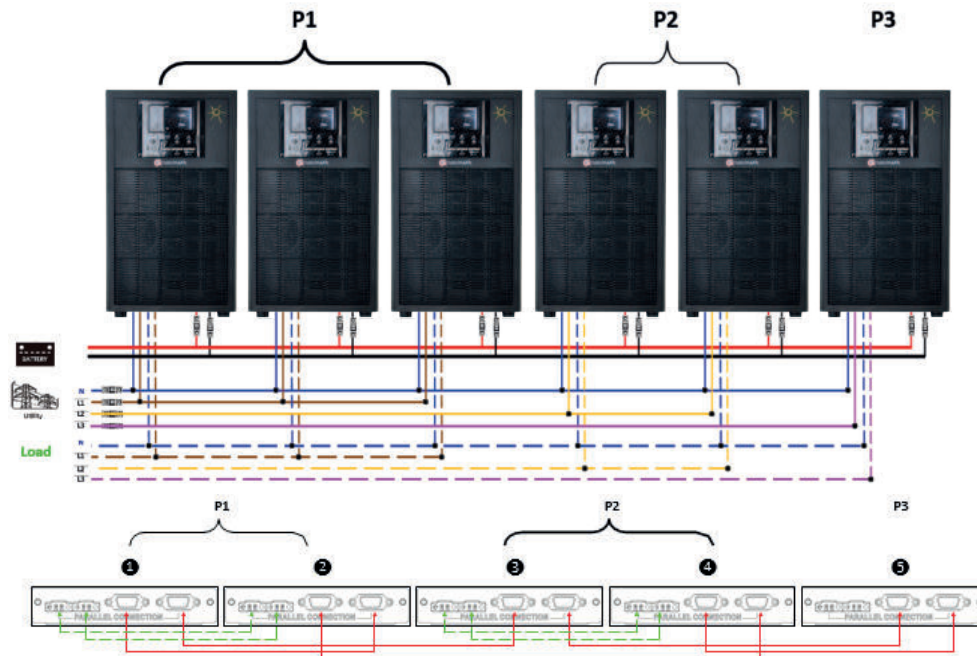 P1 P2 P3
BATTERY
Utility
N
L1
L2
L3
Load
N
L1
L2
L3
P1 P2 P3
1 2 3 4 5
PARALLEL CONNECTION PARALLEL CONNECTION PARALLEL CONNECTION PARALLEL CONNECTION PARALLEL CONNECTION